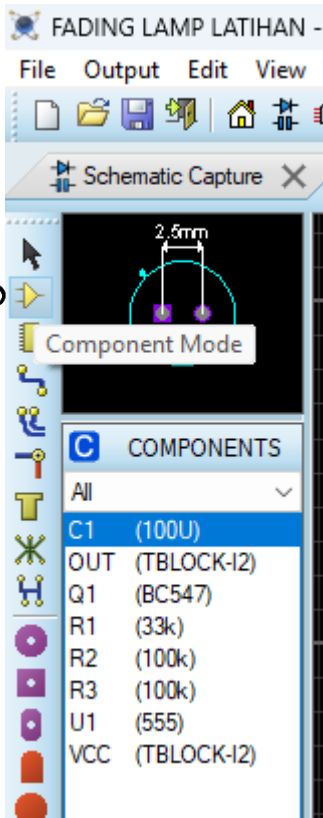 FADING LAMP LATIHAN -
File Output Edit View
Schematic Capture
2.5mm
Component Mode
C COMPONENTS
All
C1 (100U)
OUT (TBLOCK-I2)
Q1 (BC547)
R1 (33k)
R2 (100k)
R3 (100k)
U1 (555)
VCC (TBLOCK-I2)